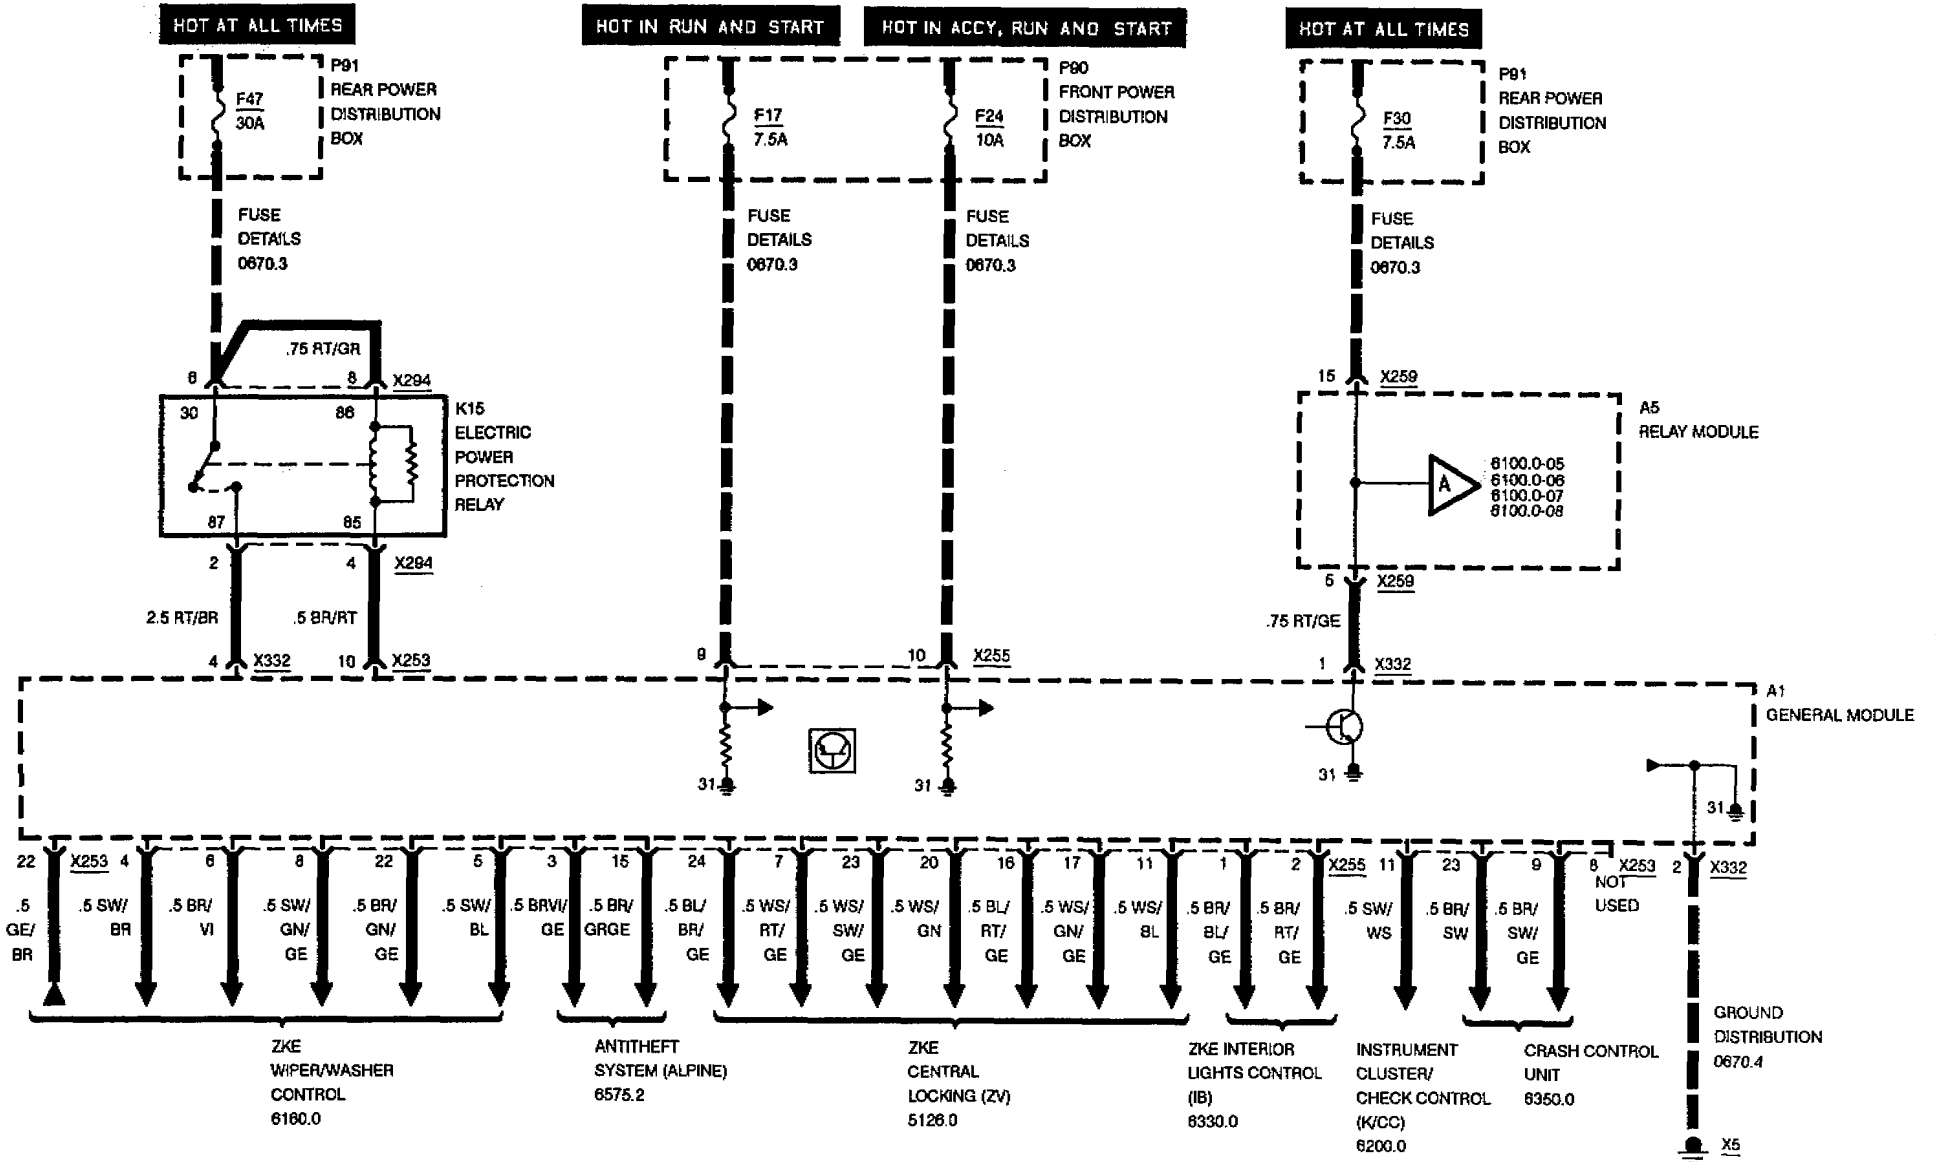 HOT AT ALL TIMES
HOT IN RUN AND START
HOT IN ACCY, RUN AND START
HOT AT ALL TIMES
P91
REAR POWER
DISTRIBUTION
BOX
F47
30A
P90
FRONT POWER
DISTRIBUTION
BOX
F17
7.5A
F24
10A
P91
REAR POWER
DISTRIBUTION
BOX
F30
7.5A
FUSE
DETAILS
0670.3
FUSE
DETAILS
0670.3
FUSE
DETAILS
0670.3
FUSE
DETAILS
0670.3
.75 RT/GR
6
8
X294
15
X259
30
86
K15
ELECTRIC
POWER
PROTECTION
RELAY
87
85
A5
RELAY MODULE
A
6100.0-05
6100.0-06
6100.0-07
6100.0-08
2
4
X294
5
X259
2.5 RT/BR
.5 BR/RT
.75 RT/GE
4
X332
10
X253
9
10
X255
1
X332
A1
GENERAL MODULE
31
31
31
31
22
X253
4
6
8
22
5
3
15
24
7
23
20
16
17
11
1
2
X255
11
23
9
8
X253
2
X332
NOT
USED
.5
GE/
BR
.5 SW/
BR
.5 BR/
VI
.5 SW/
GN/
GE
.5 BR/
GN/
GE
.5 SW/
BL
.5 BRVI/
GE
.5 BR/
GRGE
.5 BL/
BR/
GE
.5 WS/
RT/
GE
.5 WS/
SW/
GE
.5 WS/
GN
.5 BL/
RT/
GE
.5 WS/
GN/
GE
.5 WS/
BL
.5 BR/
BL/
GE
.5 BR/
RT/
GE
.5 SW/
WS
.5 BR/
SW
.5 BR/
SW/
GE
ZKE
WIPER/WASHER
CONTROL
6160.0
ANTITHEFT
SYSTEM (ALPINE)
6575.2
ZKE
CENTRAL
LOCKING (ZV)
5126.0
ZKE INTERIOR
LIGHTS CONTROL
(IB)
6330.0
INSTRUMENT
CLUSTER/
CHECK CONTROL
(K/CC)
6200.0
CRASH CONTROL
UNIT
6350.0
GROUND
DISTRIBUTION
0670.4
X5